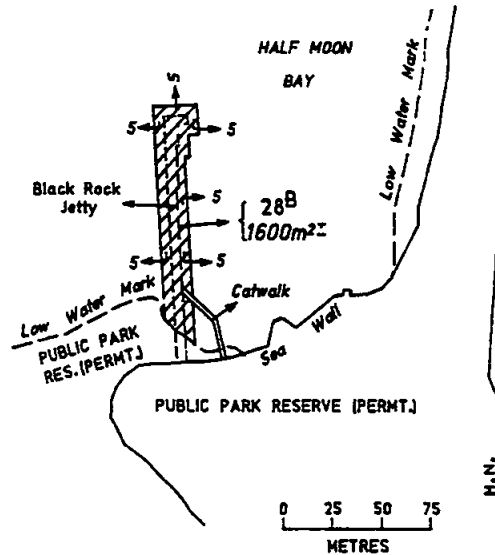 HALF MOON
BAY
Low Water Mark
5
5 5
Black Rock
Jetty
5
28B
1600m²±
5 5
Catwalk
Low Water Mark
Sea Wall
PUBLIC PARK
RES.(PERMT.)
PUBLIC PARK RESERVE (PERMT.)
M.N.
0 25 50 75
METRES